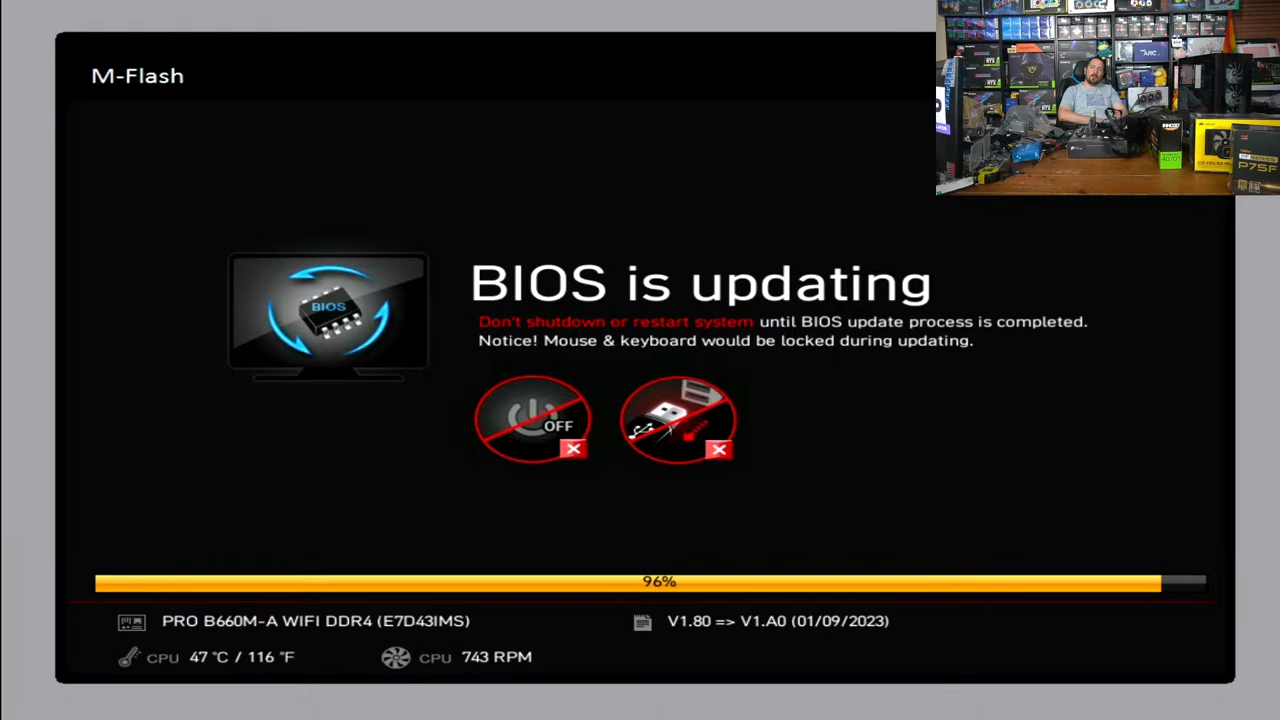 M-Flash
BIOS
BIOS is updating
Don't shutdown or restart system until BIOS update process is completed.
Notice! Mouse & keyboard would be locked during updating.
OFF
96%
PRO B660M-A WIFI DDR4 (E7D43IMS)
V1.80 => V1.A0 (01/09/2023)
CPU 47 °C / 116 °F
CPU 743 RPM
ARC
P75F